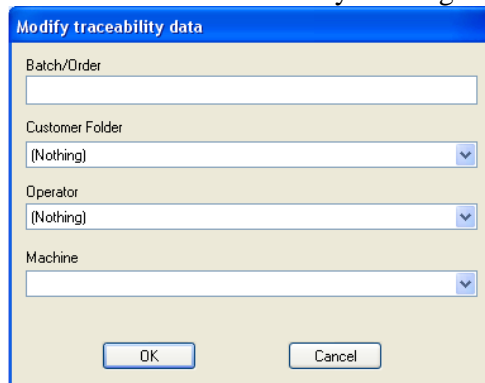 Modify traceability data
Batch/Order
Customer Folder
(Nothing)
Operator
(Nothing)
Machine
OK Cancel